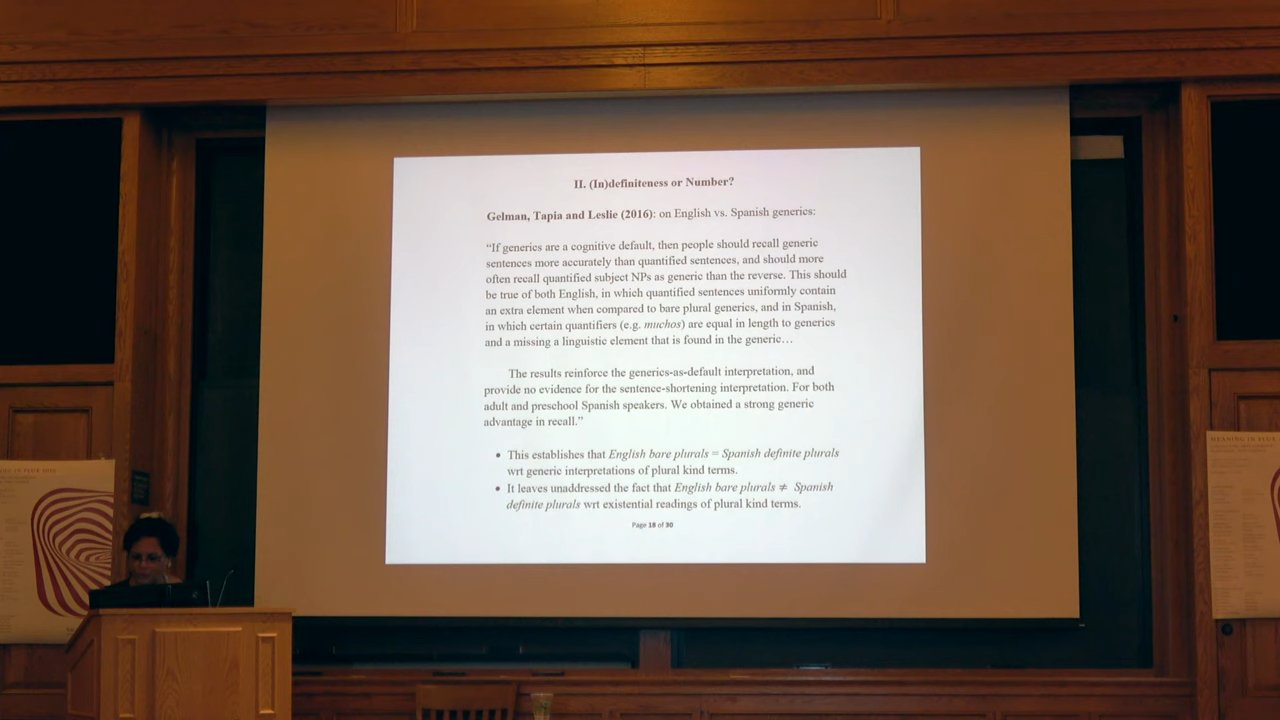 II. (In)definiteness or Number?
Gelman, Tapia and Leslie (2016): on English vs. Spanish generics:
“If generics are a cognitive default, then people should recall generic
sentences more accurately than quantified sentences, and should more
often recall quantified subject NPs as generic than the reverse. This should
be true of both English, in which quantified sentences uniformly contain
an extra element when compared to bare plural generics, and in Spanish,
in which certain quantifiers (e.g. muchos) are equal in length to generics
and a missing a linguistic element that is found in the generic…
The results reinforce the generics-as-default interpretation, and
provide no evidence for the sentence-shortening interpretation. For both
adult and preschool Spanish speakers. We obtained a strong generic
advantage in recall.”
• This establishes that English bare plurals = Spanish definite plurals
wrt generic interpretations of plural kind terms.
• It leaves unaddressed the fact that English bare plurals ≠ Spanish
definite plurals wrt existential readings of plural kind terms.
Page 18 of 30
MEANING IN FLUX